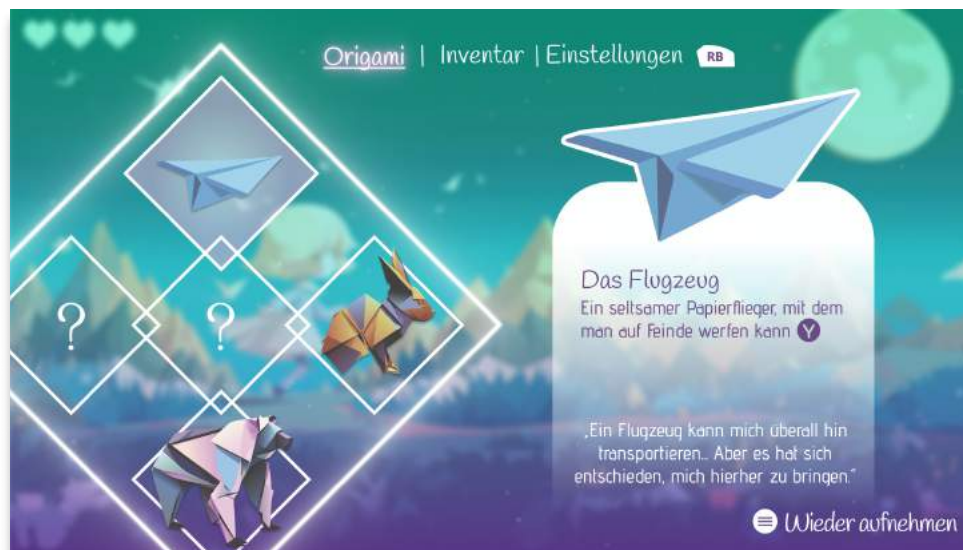 Origami | Inventar | Einstellungen RB
? ?
Das Flugzeug
Ein seltsamer Papierflieger, mit dem
man auf Feinde werfen kann Y
„Ein Flugzeug kann mich überall hin
transportieren... Aber es hat sich
entschieden, mich hierher zu bringen.“
Wieder aufnehmen